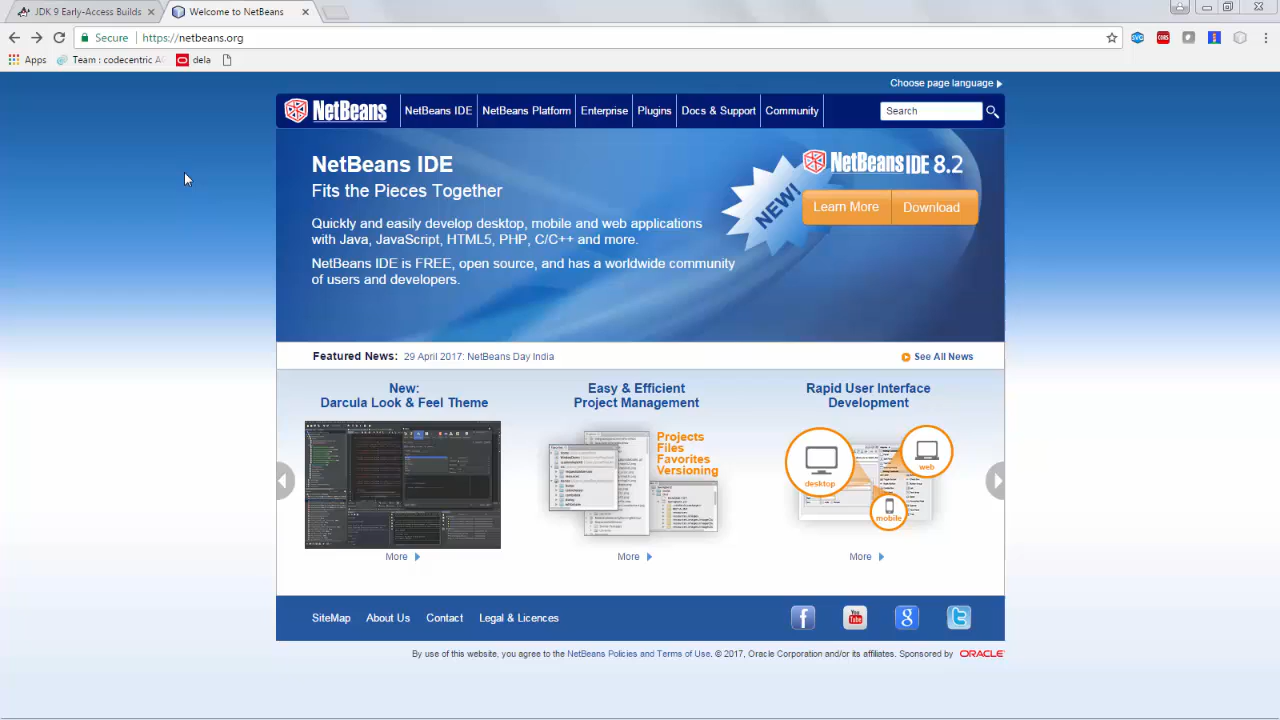 JDK 9 Early-Access Builds
Welcome to NetBeans
Secure
https://netbeans.org
Apps
Team : codecentric AG
dela
Choose page language
NetBeans
NetBeans IDE
NetBeans Platform
Enterprise
Plugins
Docs & Support
Community
Search
NetBeans IDE
Fits the Pieces Together
Quickly and easily develop desktop, mobile and web applications
with Java, JavaScript, HTML5, PHP, C/C++ and more.
NetBeans IDE is FREE, open source, and has a worldwide community
of users and developers.
NEW!
NetBeans IDE 8.2
Learn More
Download
Featured News:
29 April 2017: NetBeans Day India
See All News
New:
Darcula Look & Feel Theme
More
Easy & Efficient
Project Management
Projects
Files
Favorites
Versioning
More
Rapid User Interface
Development
desktop
web
mobile
More
SiteMap
About Us
Contact
Legal & Licences
By use of this website, you agree to the NetBeans Policies and Terms of Use. © 2017, Oracle Corporation and/or its affiliates. Sponsored by ORACLE